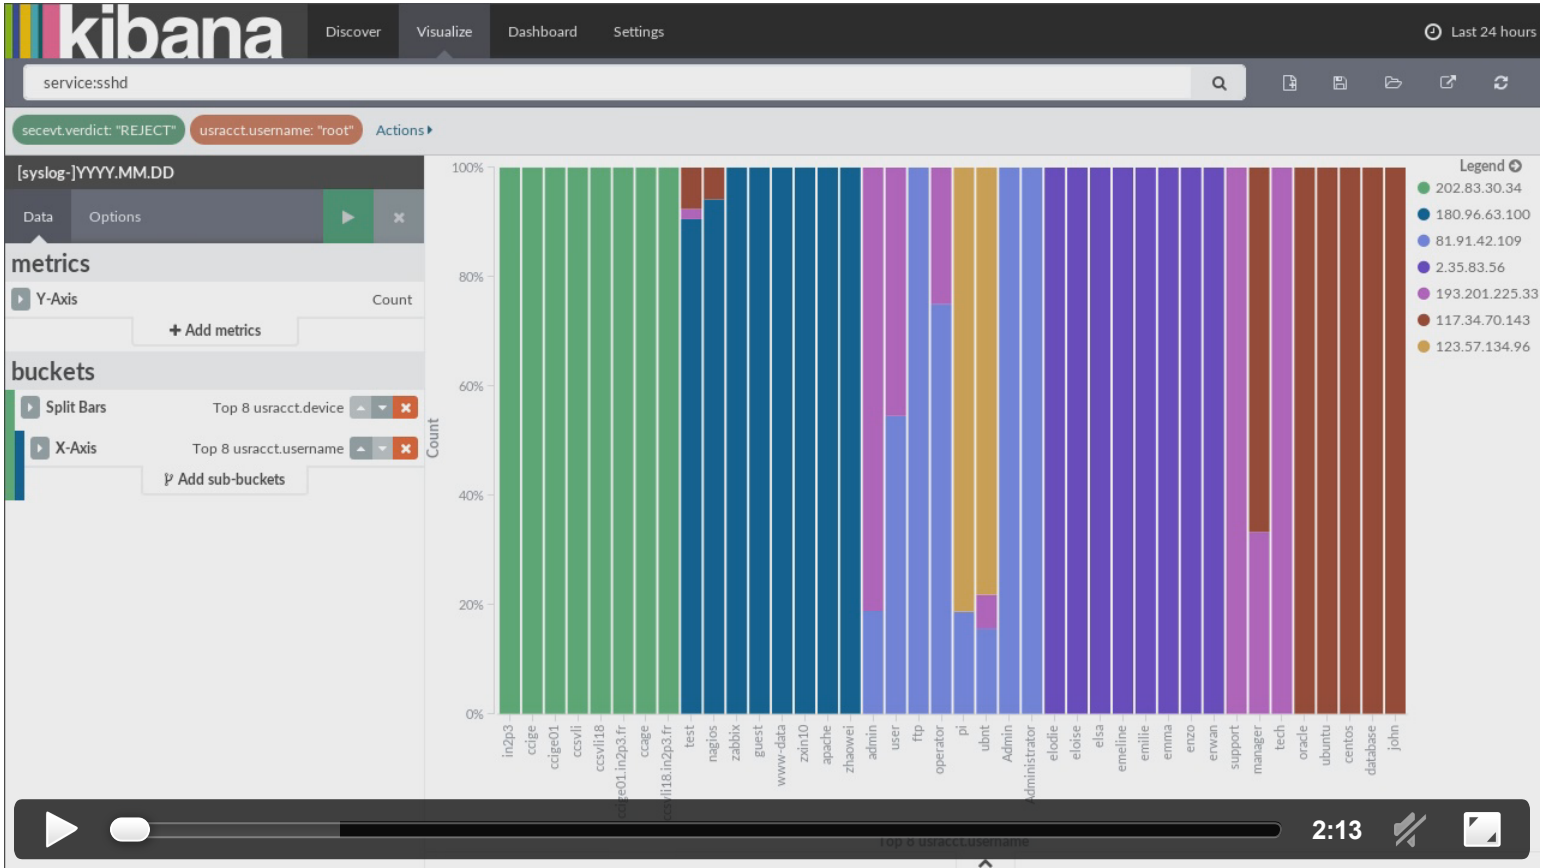 kibana
Discover
Visualize
Dashboard
Settings
Last 24 hours
service:sshd
secevt.verdict: "REJECT"
usracct.username: "root"
Actions
[syslog-]YYYY.MM.DD
Data
Options
metrics
Y-Axis
Count
Add metrics
buckets
Split Bars
Top 8 usracct.device
X-Axis
Top 8 usracct.username
Add sub-buckets
Count
100%
80%
60%
40%
20%
0%
in2p3
ccige
ccige01
ccsvli
ccsvli18
ccige01.in2p3.fr
ccage
ccsvli18.in2p3.fr
test
nagios
zabbix
guest
www-data
zxin10
apache
zhaowei
admin
user
ftp
operator
pi
ubnt
Admin
Administrator
elodie
eloise
elsa
emeline
emilie
emma
enzo
erwan
support
manager
tech
oracle
ubuntu
centos
database
john
Top 8 usracct.username
Legend
202.83.30.34
180.96.63.100
81.91.42.109
2.35.83.56
193.201.225.33
117.34.70.143
123.57.134.96
2:13